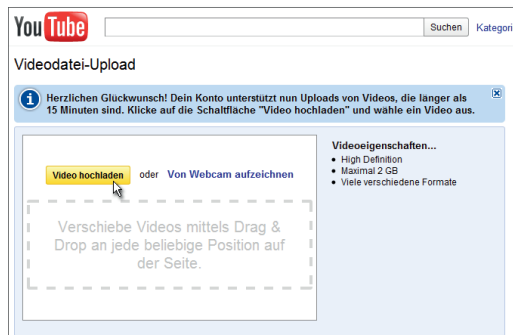 YouTube
Suchen
Kategori
Videodatei-Upload
Herzlichen Glückwunsch! Dein Konto unterstützt nun Uploads von Videos, die länger als
15 Minuten sind. Klicke auf die Schaltfläche "Video hochladen" und wähle ein Video aus.
Video hochladen oder Von Webcam aufzeichnen
Verschiebe Videos mittels Drag &
Drop an jede beliebige Position auf
der Seite.
Videoeigenschaften...
High Definition
Maximal 2 GB
Viele verschiedene Formate